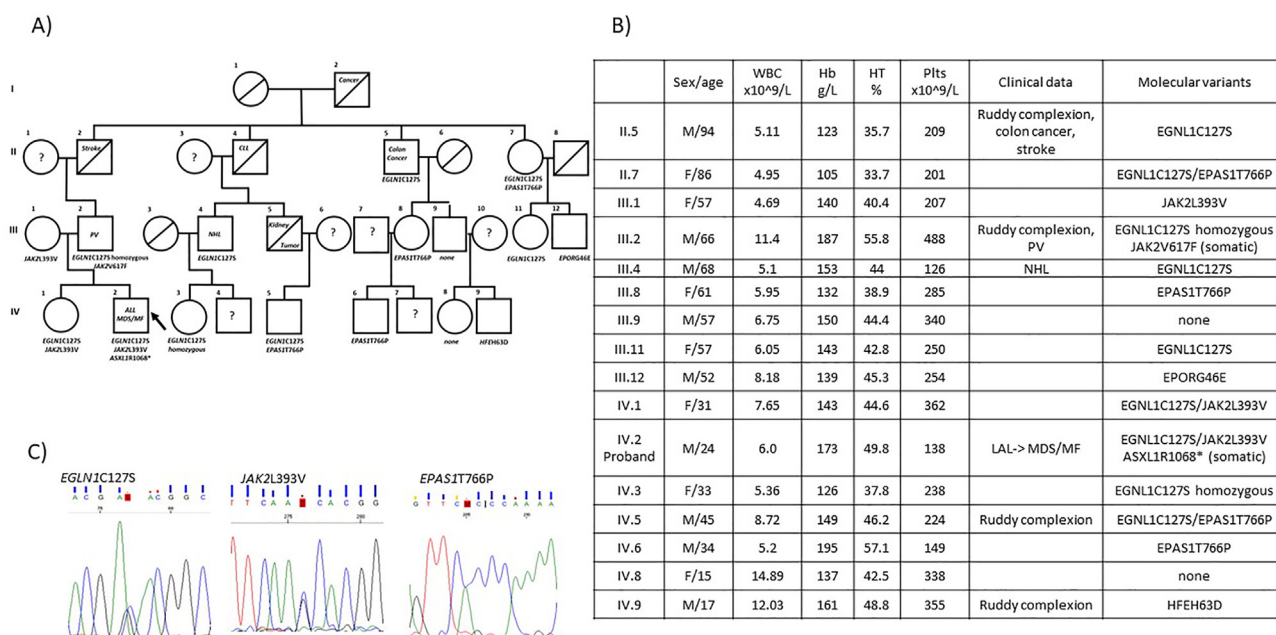 A)
B)
I
1
2
Cancer
II
1
2
3
4
5
6
7
8
?
Stroke
?
CLL
Colon
Cancer
EGLN1C127S
EGLN1C127S
EPAS1T766P
III
1
2
3
4
5
6
7
8
9
10
11
12
PV
NHL
Kidney
Tumor
?
?
?
JAK2L393V
EGLN1C127S homozygous
JAK2V617F
EGLN1C127S
EPAS1T766P
none
EGLN1C127S
EPORG46E
IV
1
2
3
4
5
6
7
8
9
ALL
MDS/MF
?
?
EGLN1C127S
JAK2L393V
EGLN1C127S
JAK2L393V
ASXL1R1068*
EGLN1C127S
homozygous
EGLN1C127S
EPAS1T766P
EPAS1T766P
none
HFEH63D
Sex/age WBC x10^9/L Hb g/L HT % Plts x10^9/L Clinical data Molecular variants
II.5 M/94 5.11 123 35.7 209 Ruddy complexion, colon cancer, stroke EGNL1C127S
II.7 F/86 4.95 105 33.7 201 EGNL1C127S/EPAS1T766P
III.1 F/57 4.69 140 40.4 207 JAK2L393V
III.2 M/66 11.4 187 55.8 488 Ruddy complexion, PV EGNL1C127S homozygous JAK2V617F (somatic)
III.4 M/68 5.1 153 44 126 NHL EGNL1C127S
III.8 F/61 5.95 132 38.9 285 EPAS1T766P
III.9 M/57 6.75 150 44.4 340 none
III.11 F/57 6.05 143 42.8 250 EGNL1C127S
III.12 M/52 8.18 139 45.3 254 EPORG46E
IV.1 F/31 7.65 143 44.6 362 EGNL1C127S/JAK2L393V
IV.2 Proband M/24 6.0 173 49.8 138 LAL-> MDS/MF EGNL1C127S/JAK2L393V ASXL1R1068* (somatic)
IV.3 F/33 5.36 126 37.8 238 EGNL1C127S homozygous
IV.5 M/45 8.72 149 46.2 224 Ruddy complexion EGNL1C127S/EPAS1T766P
IV.6 M/34 5.2 195 57.1 149 EPAS1T766P
IV.8 F/15 14.89 137 42.5 338 none
IV.9 M/17 12.03 161 48.8 355 Ruddy complexion HFEH63D
C)
EGLN1C127S
JAK2L393V
EPAS1T766P
A C G A A C G G C
T T C A A C A C G G
G T T C M C C C A A A A
275 280